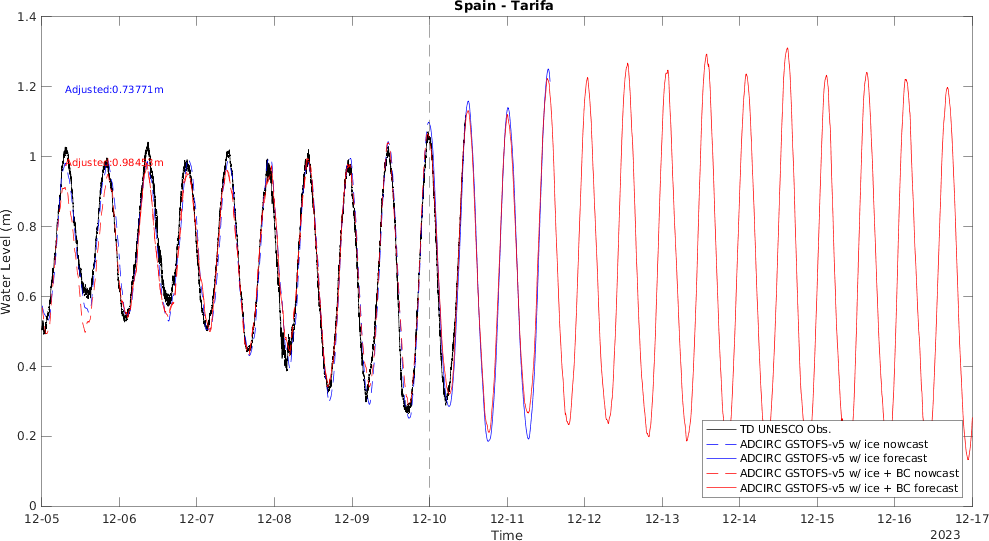 Spain - Tarifa
1.4
1.2
1
0.8
0.6
0.4
0.2
0
Water Level (m)
Adjusted:0.73771m
TD UNESCO Obs.
ADCIRC GSTOFS-v5 w/ ice nowcast
ADCIRC GSTOFS-v5 w/ ice forecast
ADCIRC GSTOFS-v5 w/ ice + BC nowcast
ADCIRC GSTOFS-v5 w/ ice + BC forecast
12-05 12-06 12-07 12-08 12-09 12-10 12-11 12-12 12-13 12-14 12-15 12-16 12-17
Time
2023